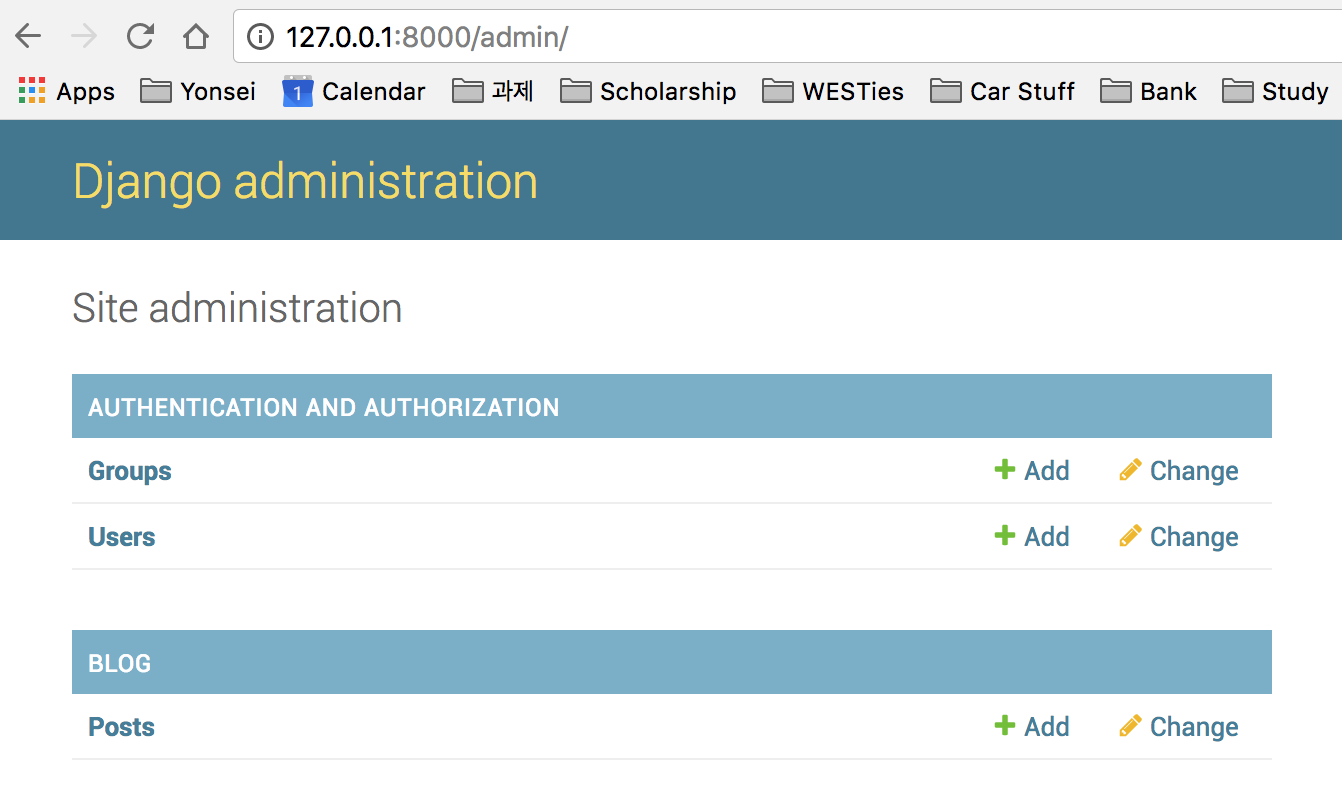 127.0.0.1:8000/admin/
Apps Yonsei 1 Calendar 과제 Scholarship WESTies Car Stuff Bank Study
Django administration
Site administration
AUTHENTICATION AND AUTHORIZATION
Groups Add Change
Users Add Change
BLOG
Posts Add Change